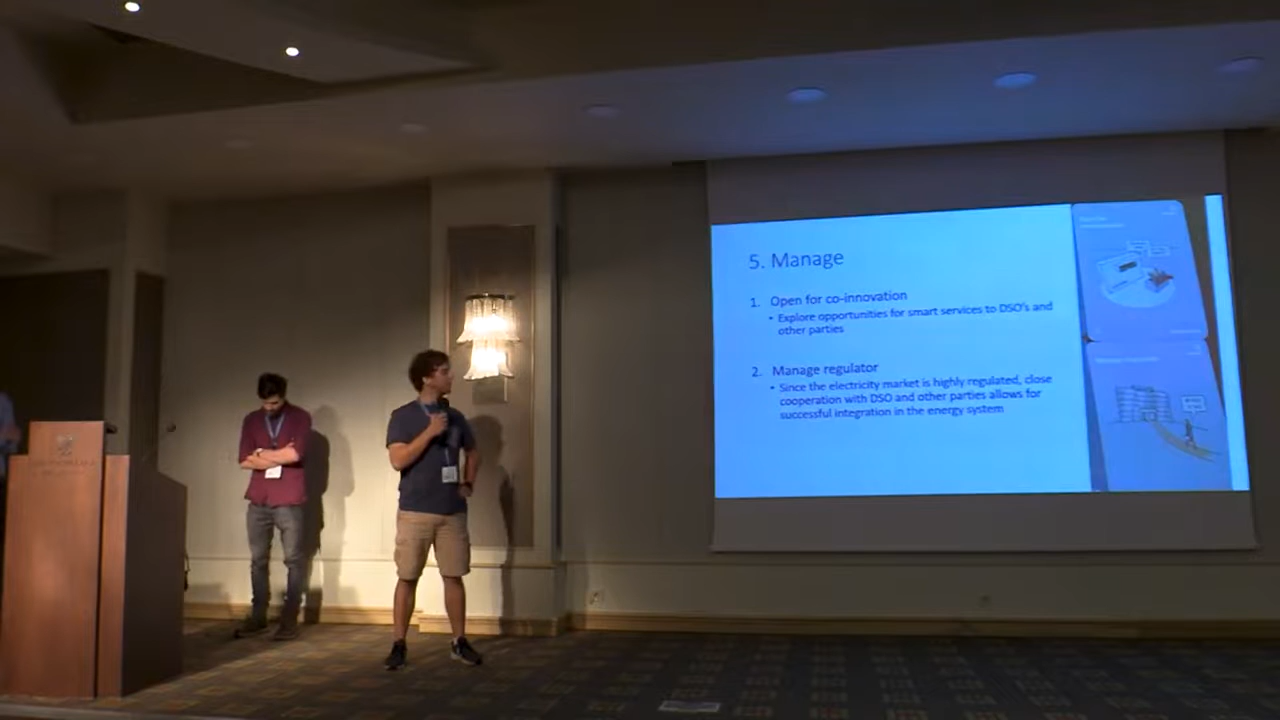 5. Manage
1. Open for co-innovation
• Explore opportunities for smart services to DSO's and
other parties
2. Manage regulator
• Since the electricity market is highly regulated, close
cooperation with DSO and other parties allows for
successful integration in the energy system